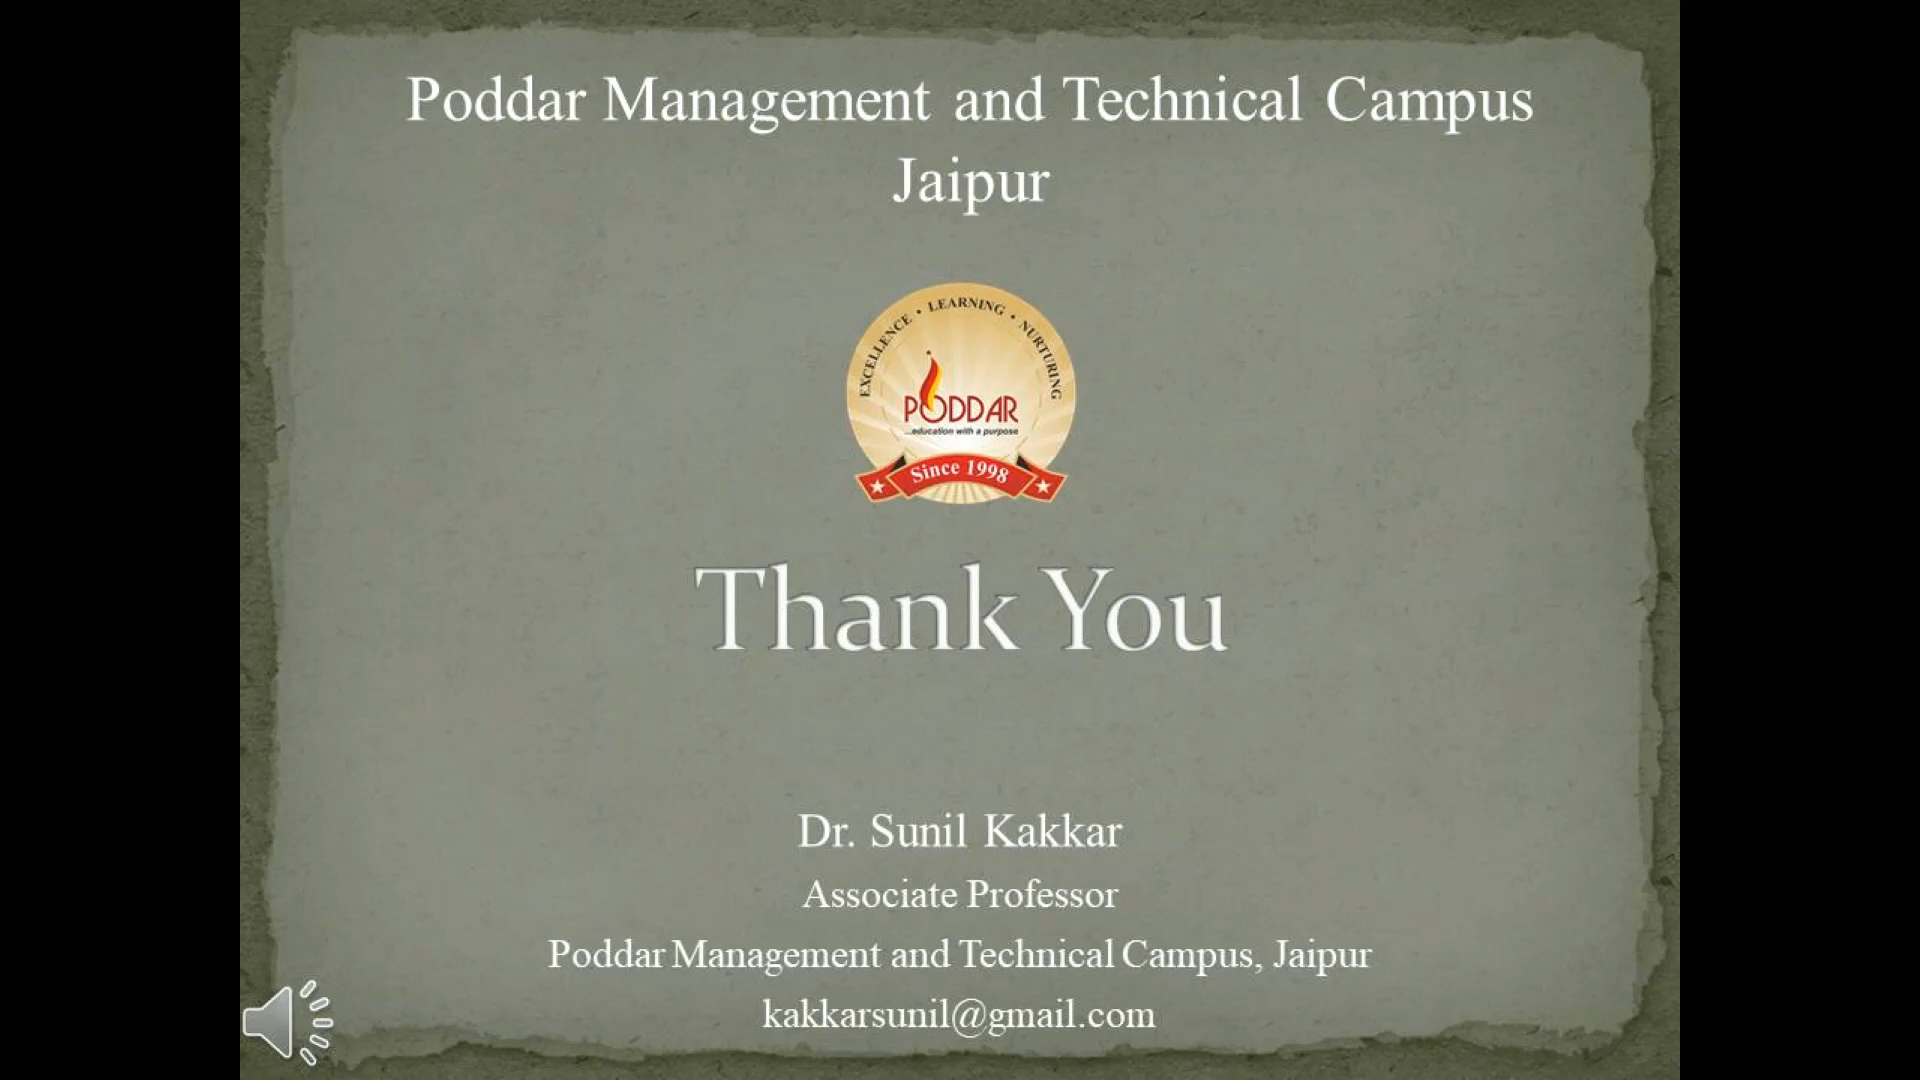 Poddar Management and Technical Campus
Jaipur
EXCELLENCE • LEARNING • NURTURING
PODDAR
...education with a purpose
Since 1998
Thank You
Dr. Sunil Kakkar
Associate Professor
Poddar Management and Technical Campus, Jaipur
kakkarsunil@gmail.com